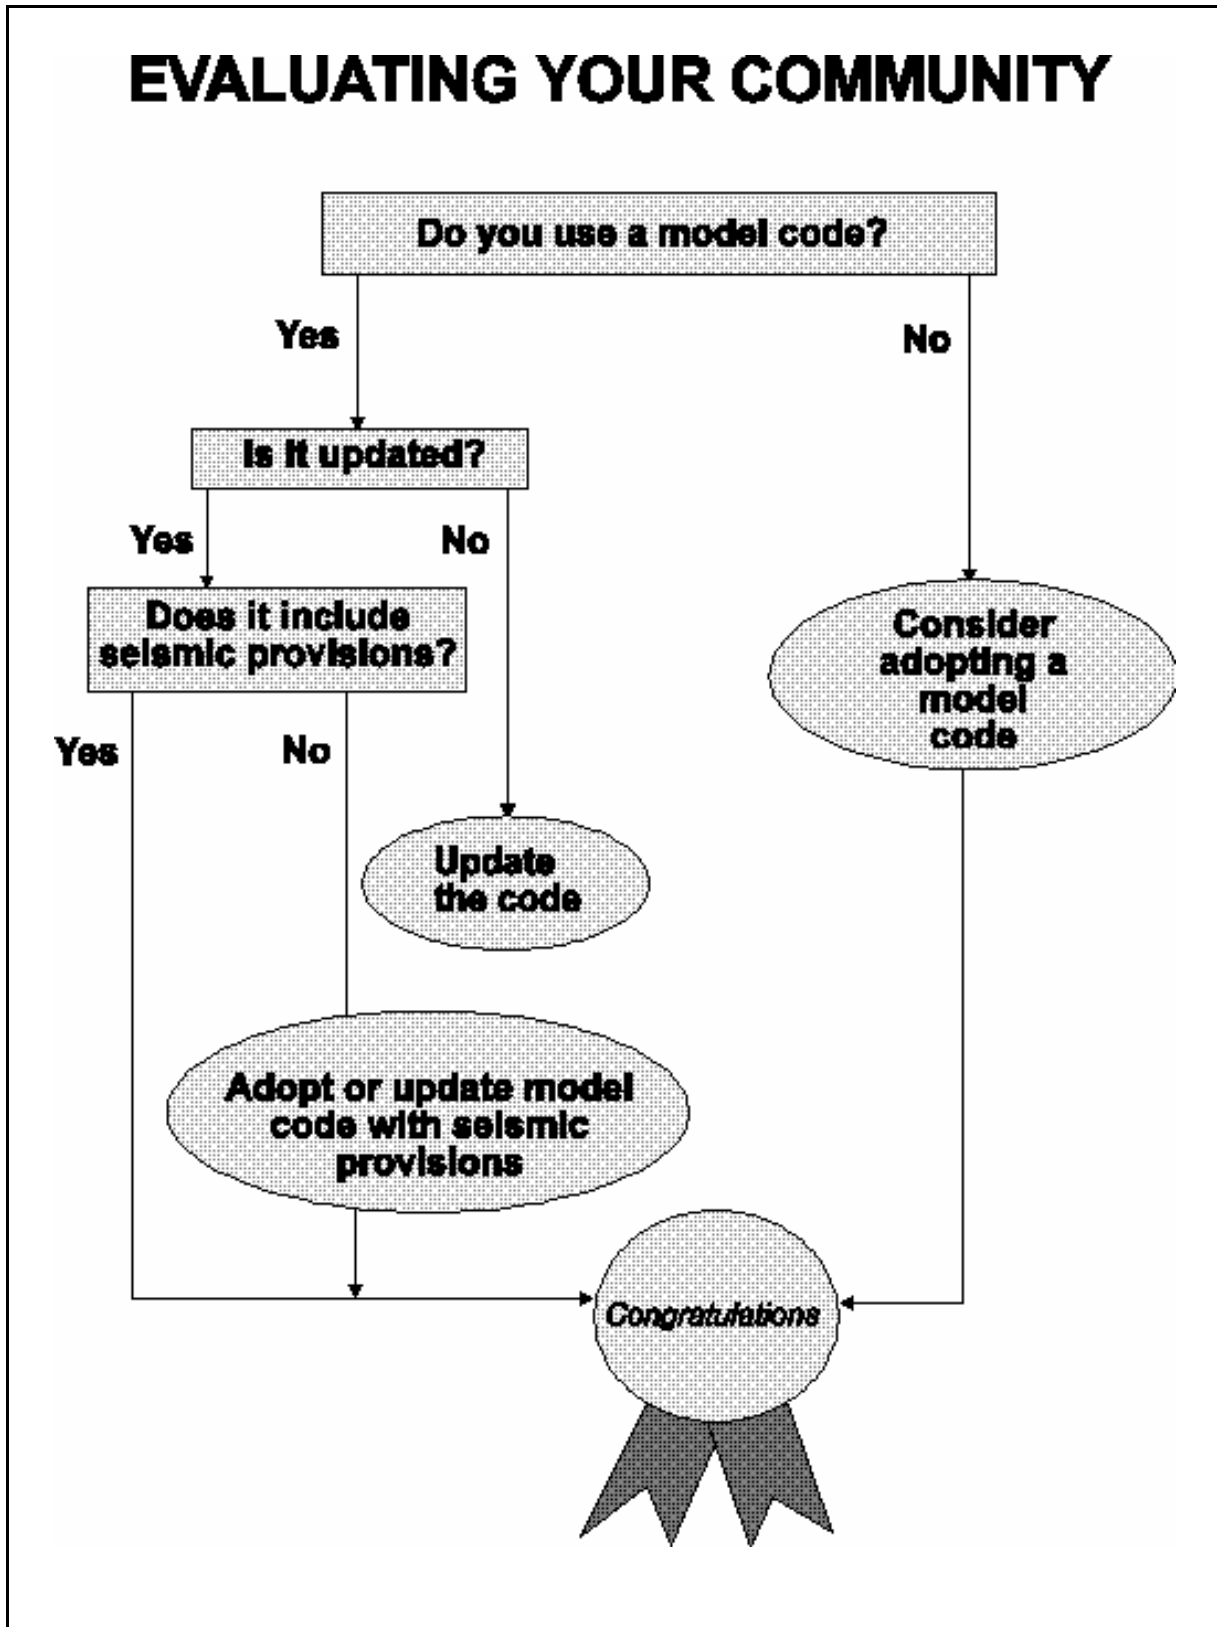 EVALUATING YOUR COMMUNITY
Do you use a model code?
Yes
No
Is it updated?
Yes
No
Does it include
seismic provisions?
Consider
adopting a
model
code
Yes
No
Update
the code
Adopt or update model
code with seismic
provisions
Congratulations